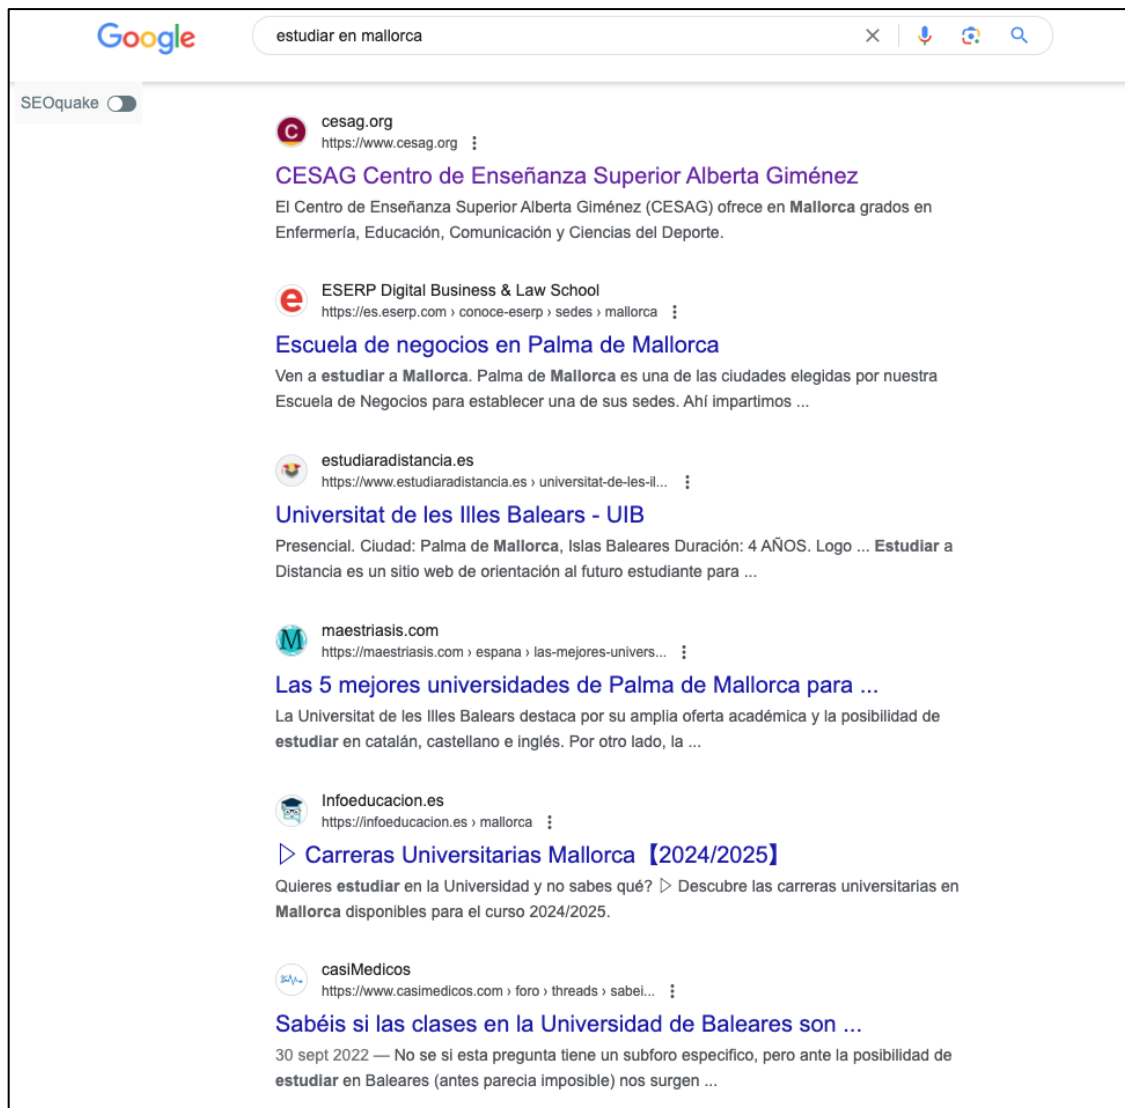 Google
estudiar en mallorca
SEOquake
C
cesag.org
https://www.cesag.org
CESAG Centro de Enseñanza Superior Alberta Giménez
El Centro de Enseñanza Superior Alberta Giménez (CESAG) ofrece en Mallorca grados en
Enfermería, Educación, Comunicación y Ciencias del Deporte.
e
ESERP Digital Business & Law School
https://es.eserp.com › conoce-eserp › sedes › mallorca
Escuela de negocios en Palma de Mallorca
Ven a estudiar a Mallorca. Palma de Mallorca es una de las ciudades elegidas por nuestra
Escuela de Negocios para establecer una de sus sedes. Ahí impartimos ...
estudiaradistancia.es
https://www.estudiaradistancia.es › universitat-de-les-il...
Universitat de les Illes Balears - UIB
Presencial. Ciudad: Palma de Mallorca, Islas Baleares Duración: 4 AÑOS. Logo ... Estudiar a
Distancia es un sitio web de orientación al futuro estudiante para ...
M
maestriasis.com
https://maestriasis.com › espana › las-mejores-univers...
Las 5 mejores universidades de Palma de Mallorca para ...
La Universitat de les Illes Balears destaca por su amplia oferta académica y la posibilidad de
estudiar en catalán, castellano e inglés. Por otro lado, la ...
Infoeducacion.es
https://infoeducacion.es › mallorca
▷ Carreras Universitarias Mallorca【2024/2025】
Quieres estudiar en la Universidad y no sabes qué? ▷ Descubre las carreras universitarias en
Mallorca disponibles para el curso 2024/2025.
casiMedicos
https://www.casimedicos.com › foro › threads › sabei...
Sabéis si las clases en la Universidad de Baleares son ...
30 sept 2022 — No se si esta pregunta tiene un subforo especifico, pero ante la posibilidad de
estudiar en Baleares (antes parecia imposible) nos surgen ...